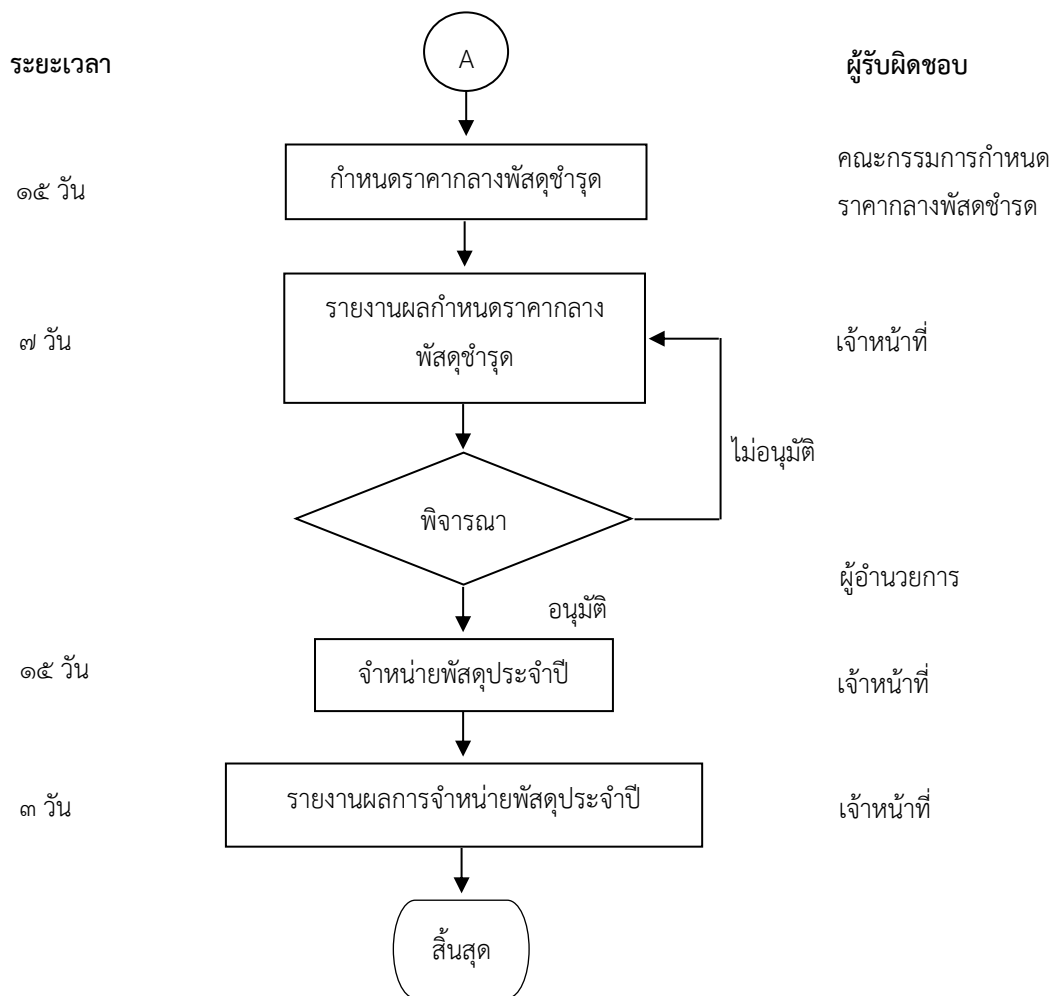 A
ระยะเวลา
ผู้รับผิดชอบ
๑๕ วัน
กำหนดราคากลางพัสดุชำรุด
คณะกรรมการกำหนด
ราคากลางพัสดชำรด
๗ วัน
รายงานผลกำหนดราคากลาง
พัสดุชำรุด
เจ้าหน้าที่
ไม่อนุมัติ
พิจารณา
ผู้อำนวยการ
อนุมัติ
๑๕ วัน
จำหน่ายพัสดุประจำปี
เจ้าหน้าที่
๓ วัน
รายงานผลการจำหน่ายพัสดุประจำปี
เจ้าหน้าที่
สิ้นสุด